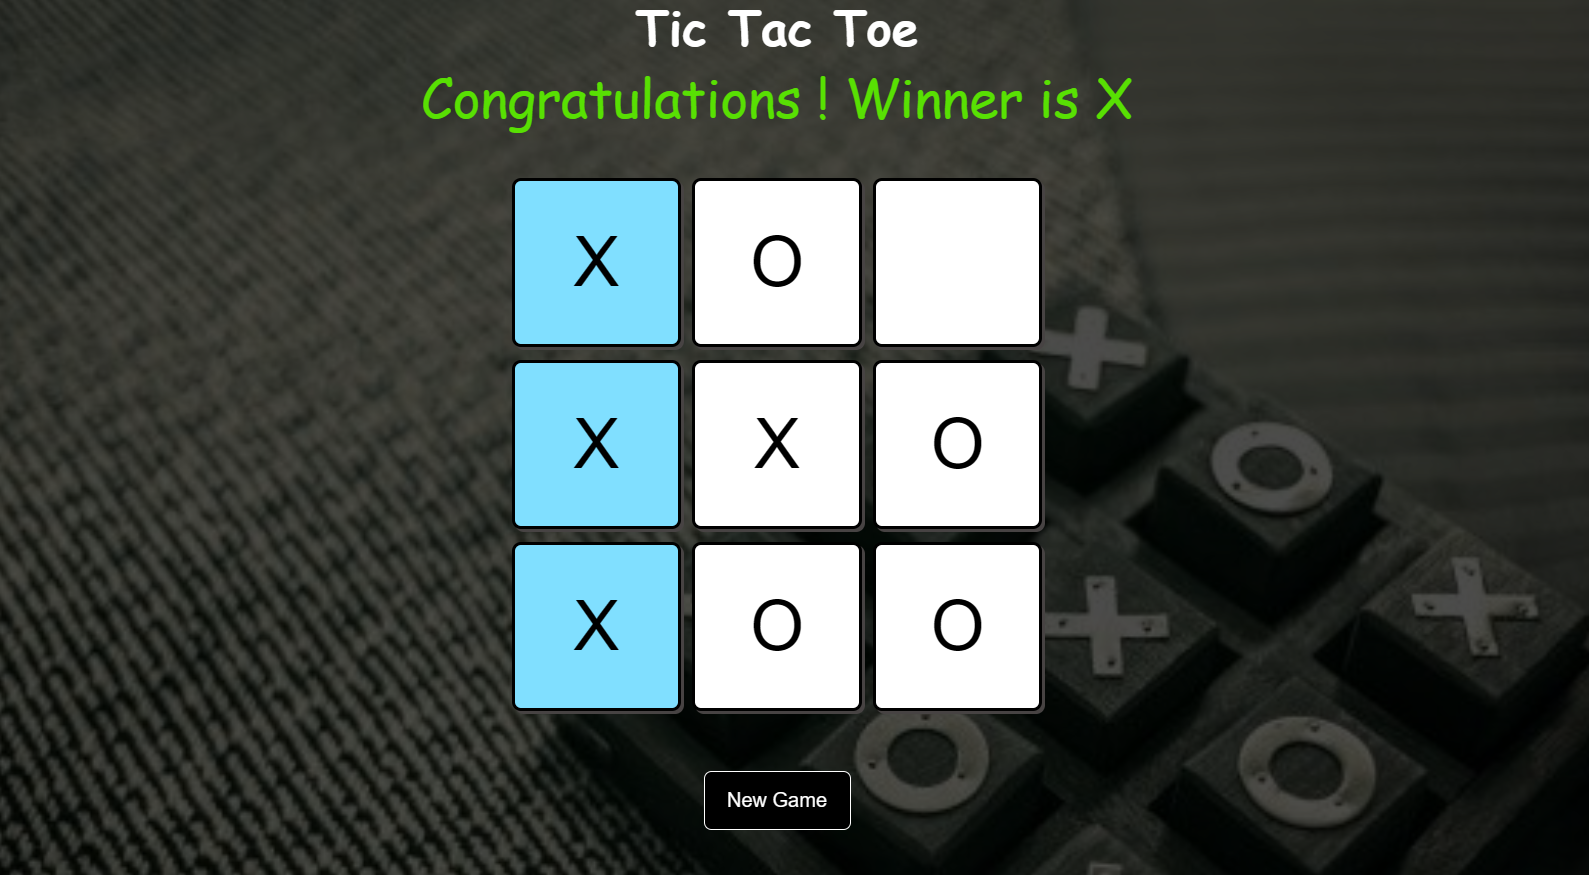 Tic Tac Toe
Congratulations ! Winner is X
X O
X X O
X O O
New Game